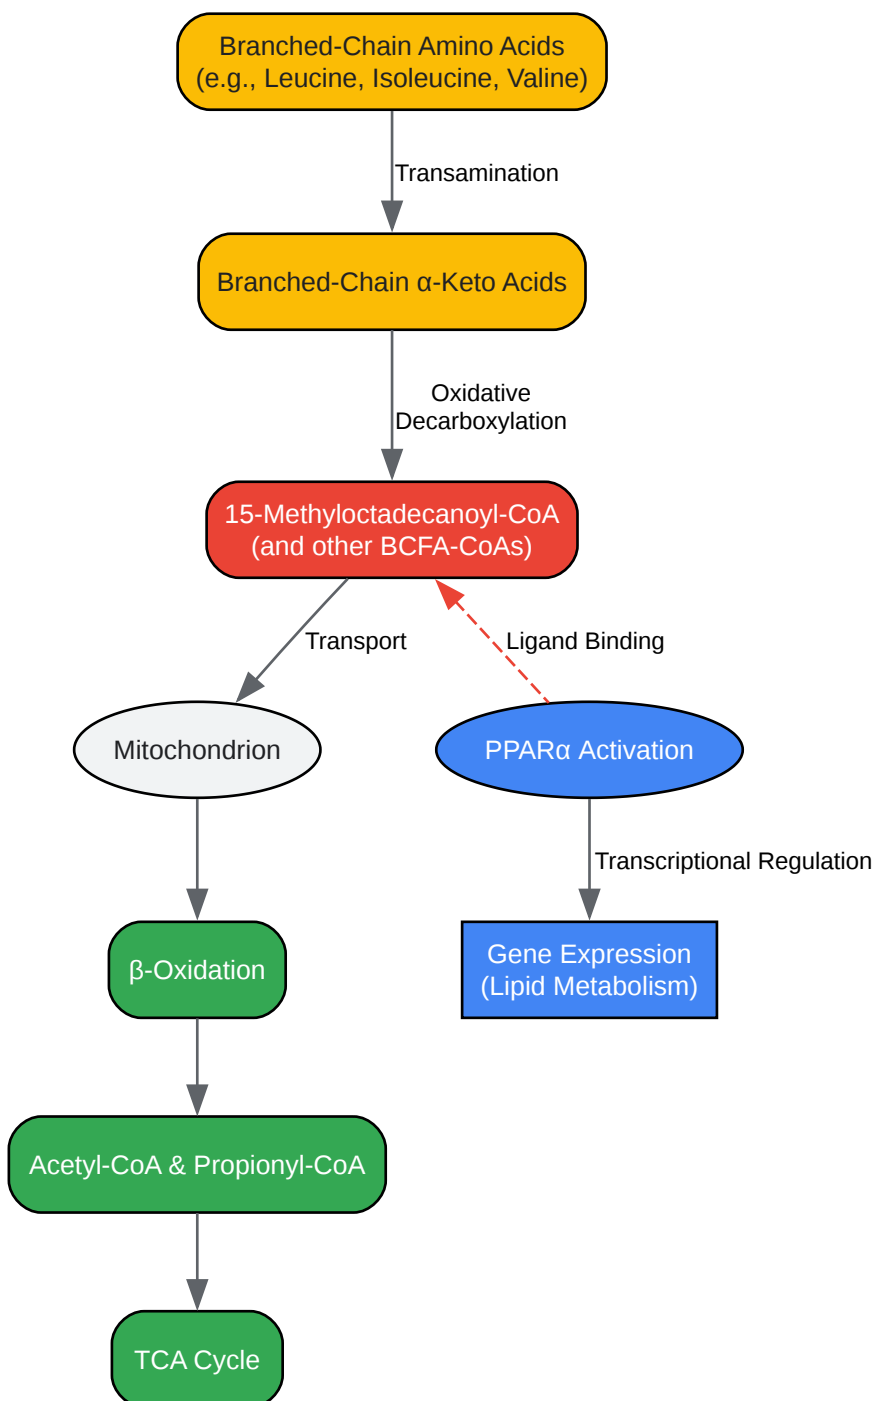 Branched-Chain Amino Acids
(e.g., Leucine, Isoleucine, Valine)
Transamination
Branched-Chain α-Keto Acids
Oxidative
Decarboxylation
15-Methyloctadecanoyl-CoA
(and other BCFA-CoAs)
Transport
Ligand Binding
Mitochondrion
PPARα Activation
Transcriptional Regulation
β-Oxidation
Gene Expression
(Lipid Metabolism)
Acetyl-CoA & Propionyl-CoA
TCA Cycle